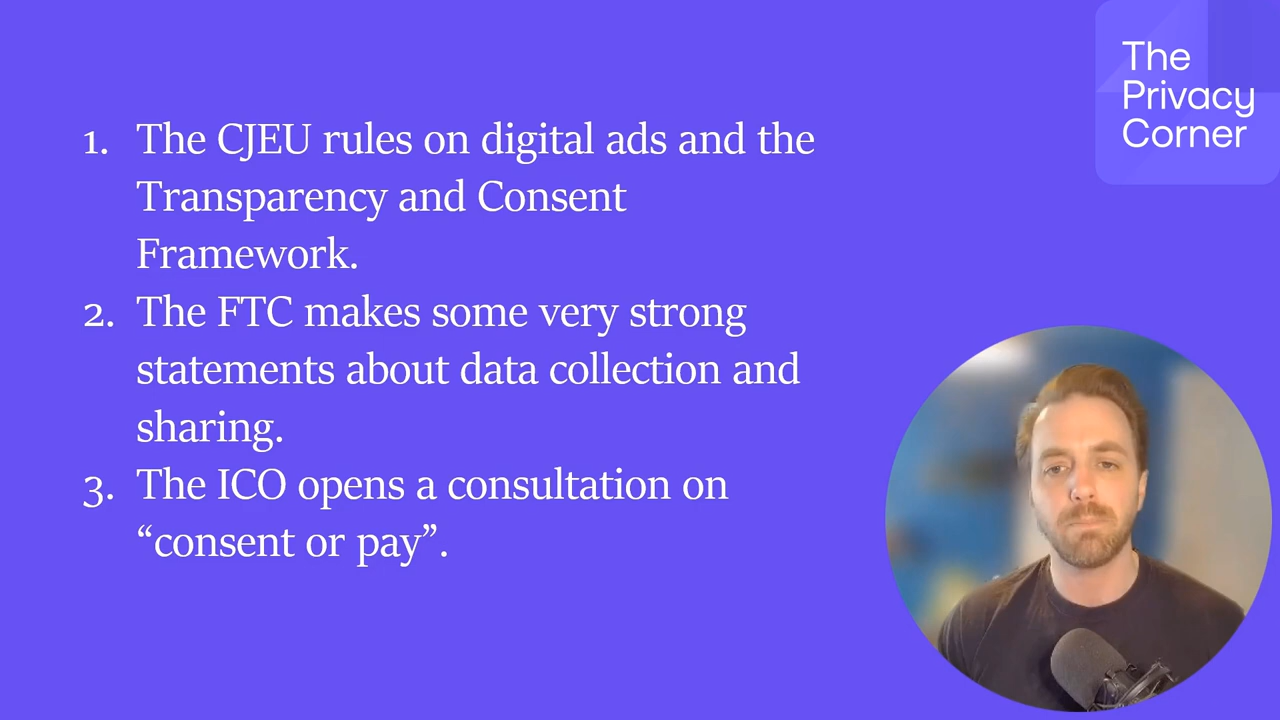 The
Privacy
Corner
1. The CJEU rules on digital ads and the
Transparency and Consent
Framework.
2. The FTC makes some very strong
statements about data collection and
sharing.
3. The ICO opens a consultation on
“consent or pay”.